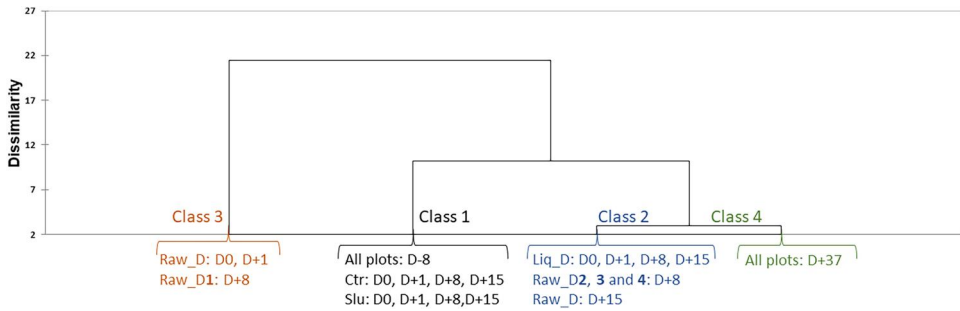 Dissimilarity
32
27
22
17
12
7
2
Class 3
Class 1
Class 2
Class 4
Raw_D: D0, D+1
Raw_D1: D+8
All plots: D-8
Ctr: D0, D+1, D+8, D+15
Slu: D0, D+1, D+8,D+15
Liq_D: D0, D+1, D+8, D+15
Raw_D2, 3 and 4: D+8
Raw_D: D+15
All plots: D+37